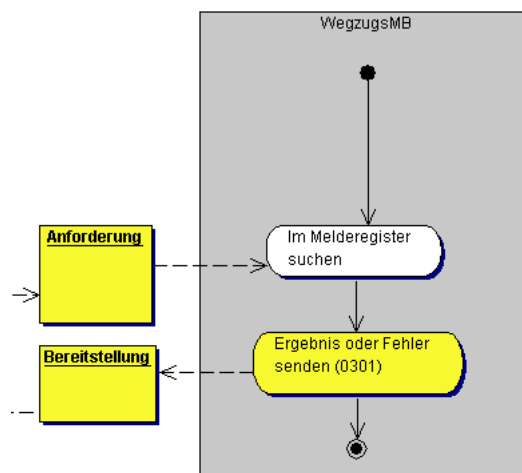 WegzugsMB
Anforderung
Im Melderegister
suchen
Bereitstellung
Ergebnis oder Fehler
senden (0301)